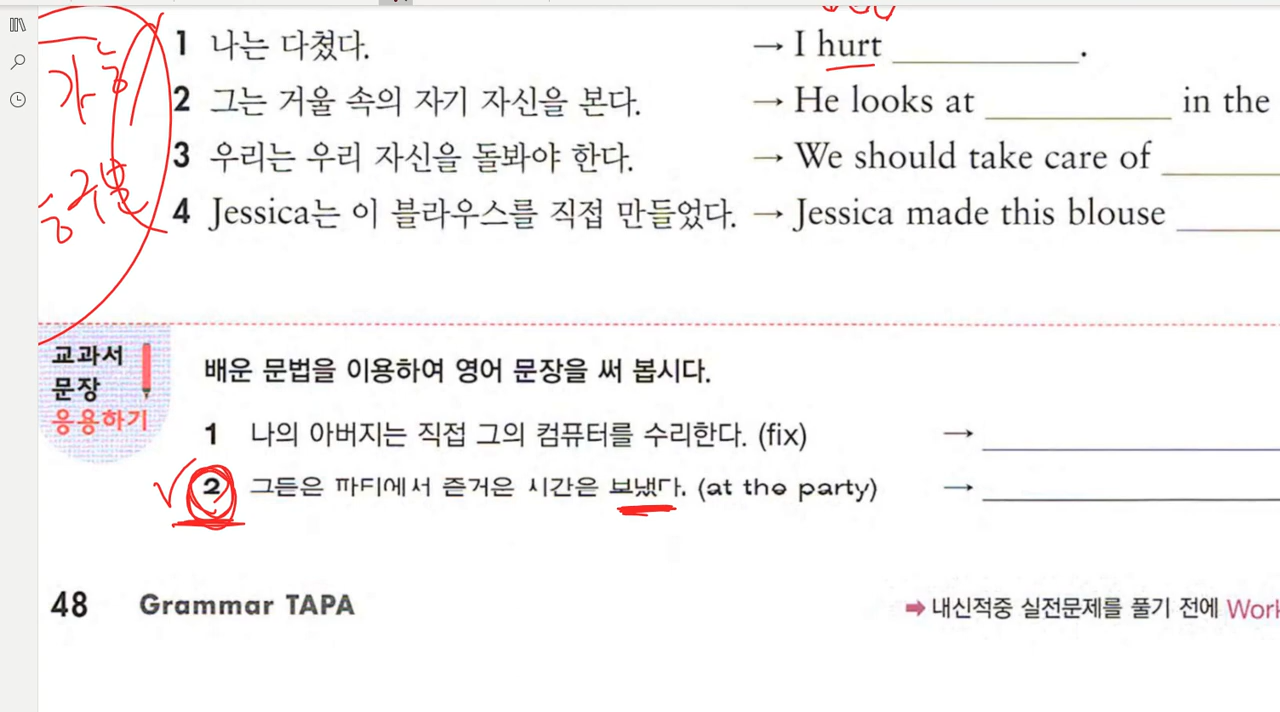 1 나는 다쳤다. → I hurt ____.
2 그는 거울 속의 자기 자신을 본다. → He looks at ____ in the
3 우리는 우리 자신을 돌봐야 한다. → We should take care of ____
4 Jessica는 이 블라우스를 직접 만들었다. → Jessica made this blouse ____
교과서
문장
응용하기
배운 문법을 이용하여 영어 문장을 써 봅시다.
1 나의 아버지는 직접 그의 컴퓨터를 수리한다. (fix) → ____
2 그들은 파티에서 즐거운 시간을 보냈다. (at the party) → ____
48 Grammar TAPA
➡ 내신적중 실전문제를 풀기 전에 Work